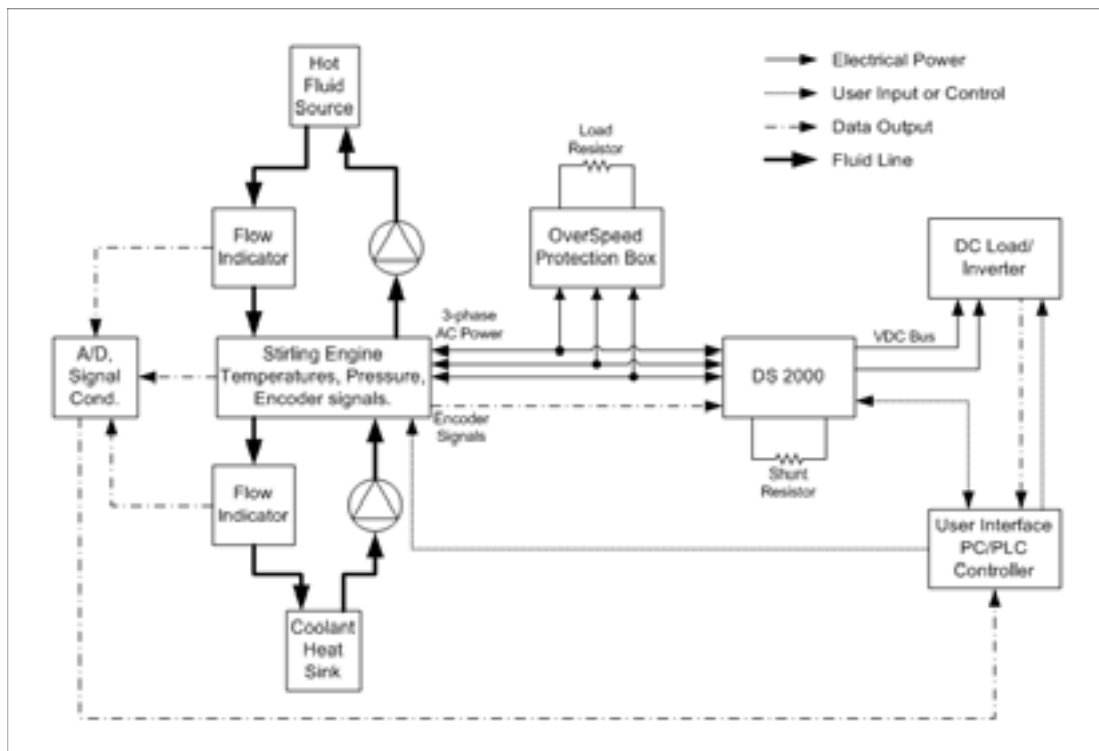 Hot
Fluid
Source
Electrical Power
User Input or Control
Data Output
Fluid Line
Load
Resistor
Flow
Indicator
OverSpeed
Protection Box
DC Load/
Inverter
3-phase
AC Power
A/D,
Signal
Cond.
Stirling Engine
Temperatures, Pressure,
Encoder signals.
DS 2000
VDC Bus
Encoder
Signals
Shunt
Resistor
Flow
Indicator
User Interface
PC/PLC
Controller
Coolant
Heat
Sink